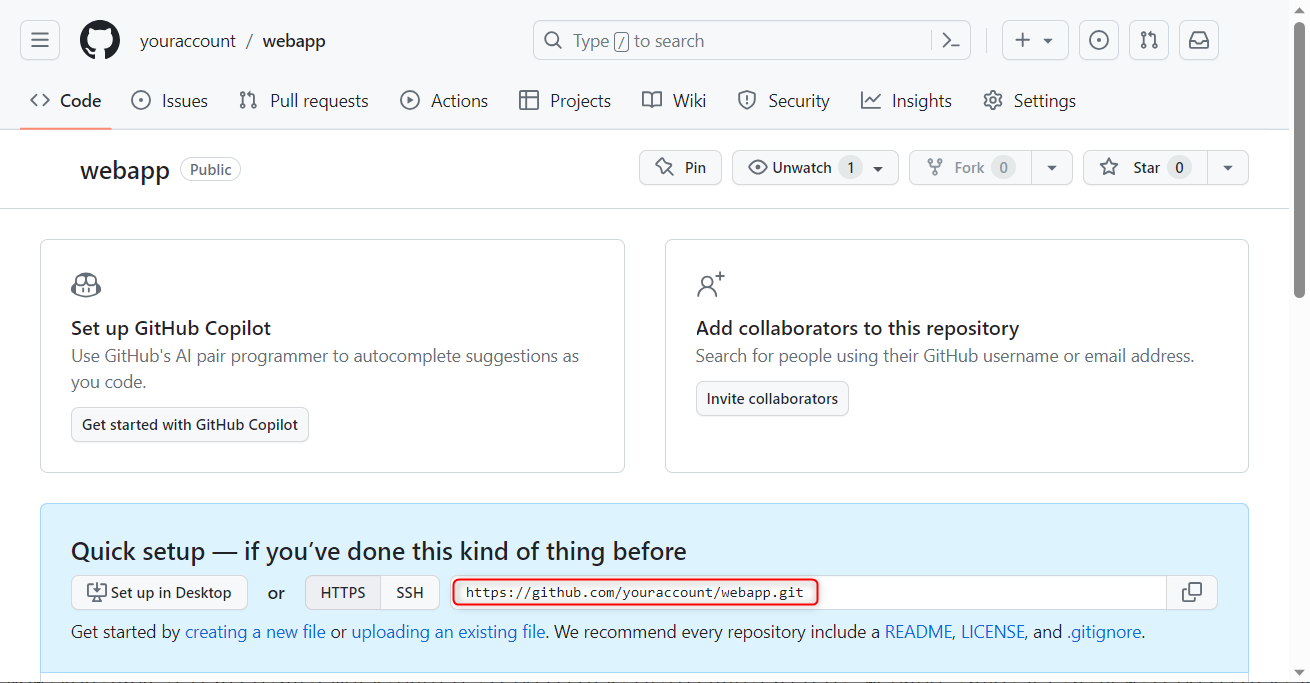 youraccount / webapp
Type / to search
Code Issues Pull requests Actions Projects Wiki Security Insights Settings
webapp Public
Pin Unwatch 1 Fork 0 Star 0
Set up GitHub Copilot
Use GitHub's AI pair programmer to autocomplete suggestions as
you code.
Get started with GitHub Copilot
Add collaborators to this repository
Search for people using their GitHub username or email address.
Invite collaborators
Quick setup — if you’ve done this kind of thing before
Set up in Desktop or HTTPS SSH https://github.com/youraccount/webapp.git
Get started by creating a new file or uploading an existing file. We recommend every repository include a README, LICENSE, and .gitignore.